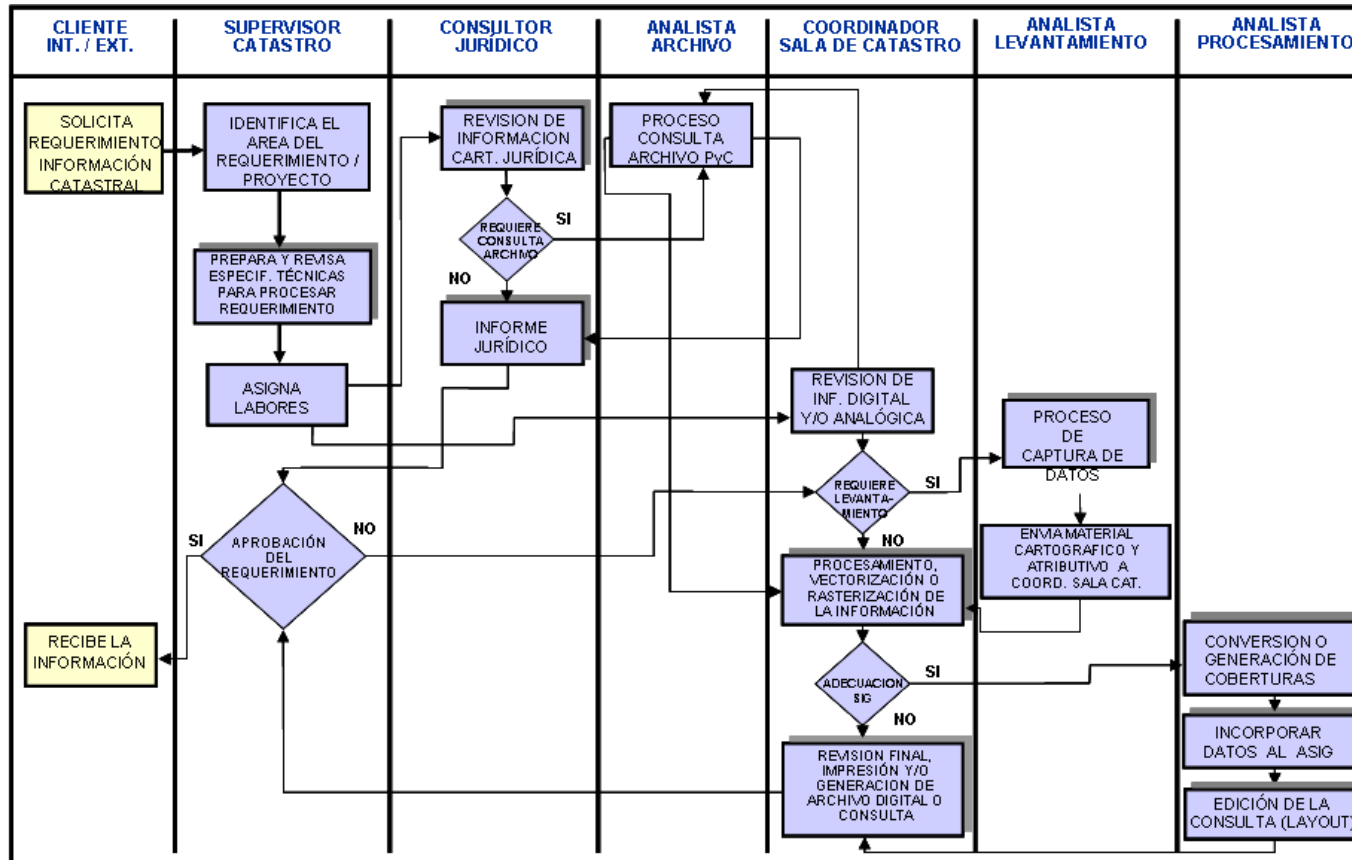 CLIENTE
INT. / EXT.
SUPERVISOR
CATASTRO
CONSULTOR
JURÍDICO
ANALISTA
ARCHIVO
COORDINADOR
SALA DE CATASTRO
ANALISTA
LEVANTAMIENTO
ANALISTA
PROCESAMIENTO
SOLICITA
REQUERIMIENTO
INFORMACIÓN
CATASTRAL
IDENTIFICA EL
AREA DEL
REQUERIMIENTO /
PROYECTO
REVISION DE
INFORMACION
CART. JURÍDICA
PROCESO
CONSULTA
ARCHIVO PyC
REQUIERE
CONSULTA
ARCHIVO
SI
NO
PREPARA Y REVISA
ESPECIF. TÉCNICAS
PARA PROCESAR
REQUERIMIENTO
INFORME
JURÍDICO
ASIGNA
LABORES
REVISION DE
INF. DIGITAL
Y/O ANALÓGICA
PROCESO
DE
CAPTURA DE
DATOS
REQUIERE
LEVANTA-
MIENTO
SI
NO
APROBACIÓN
DEL
REQUERIMIENTO
SI
NO
PROCESAMIENTO,
VECTORIZACIÓN O
RASTERIZACIÓN DE
LA INFORMACIÓN
ENVIA MATERIAL
CARTOGRAFICO Y
ATRIBUTIVO A
COORD. SALA CAT.
RECIBE LA
INFORMACIÓN
CONVERSION O
GENERACIÓN DE
COBERTURAS
ADECUACION
SIG
SI
NO
INCORPORAR
DATOS AL ASIG
REVISION FINAL,
IMPRESIÓN Y/O
GENERACION DE
ARCHIVO DIGITAL O
CONSULTA
EDICIÓN DE LA
CONSULTA (LAYOUT)